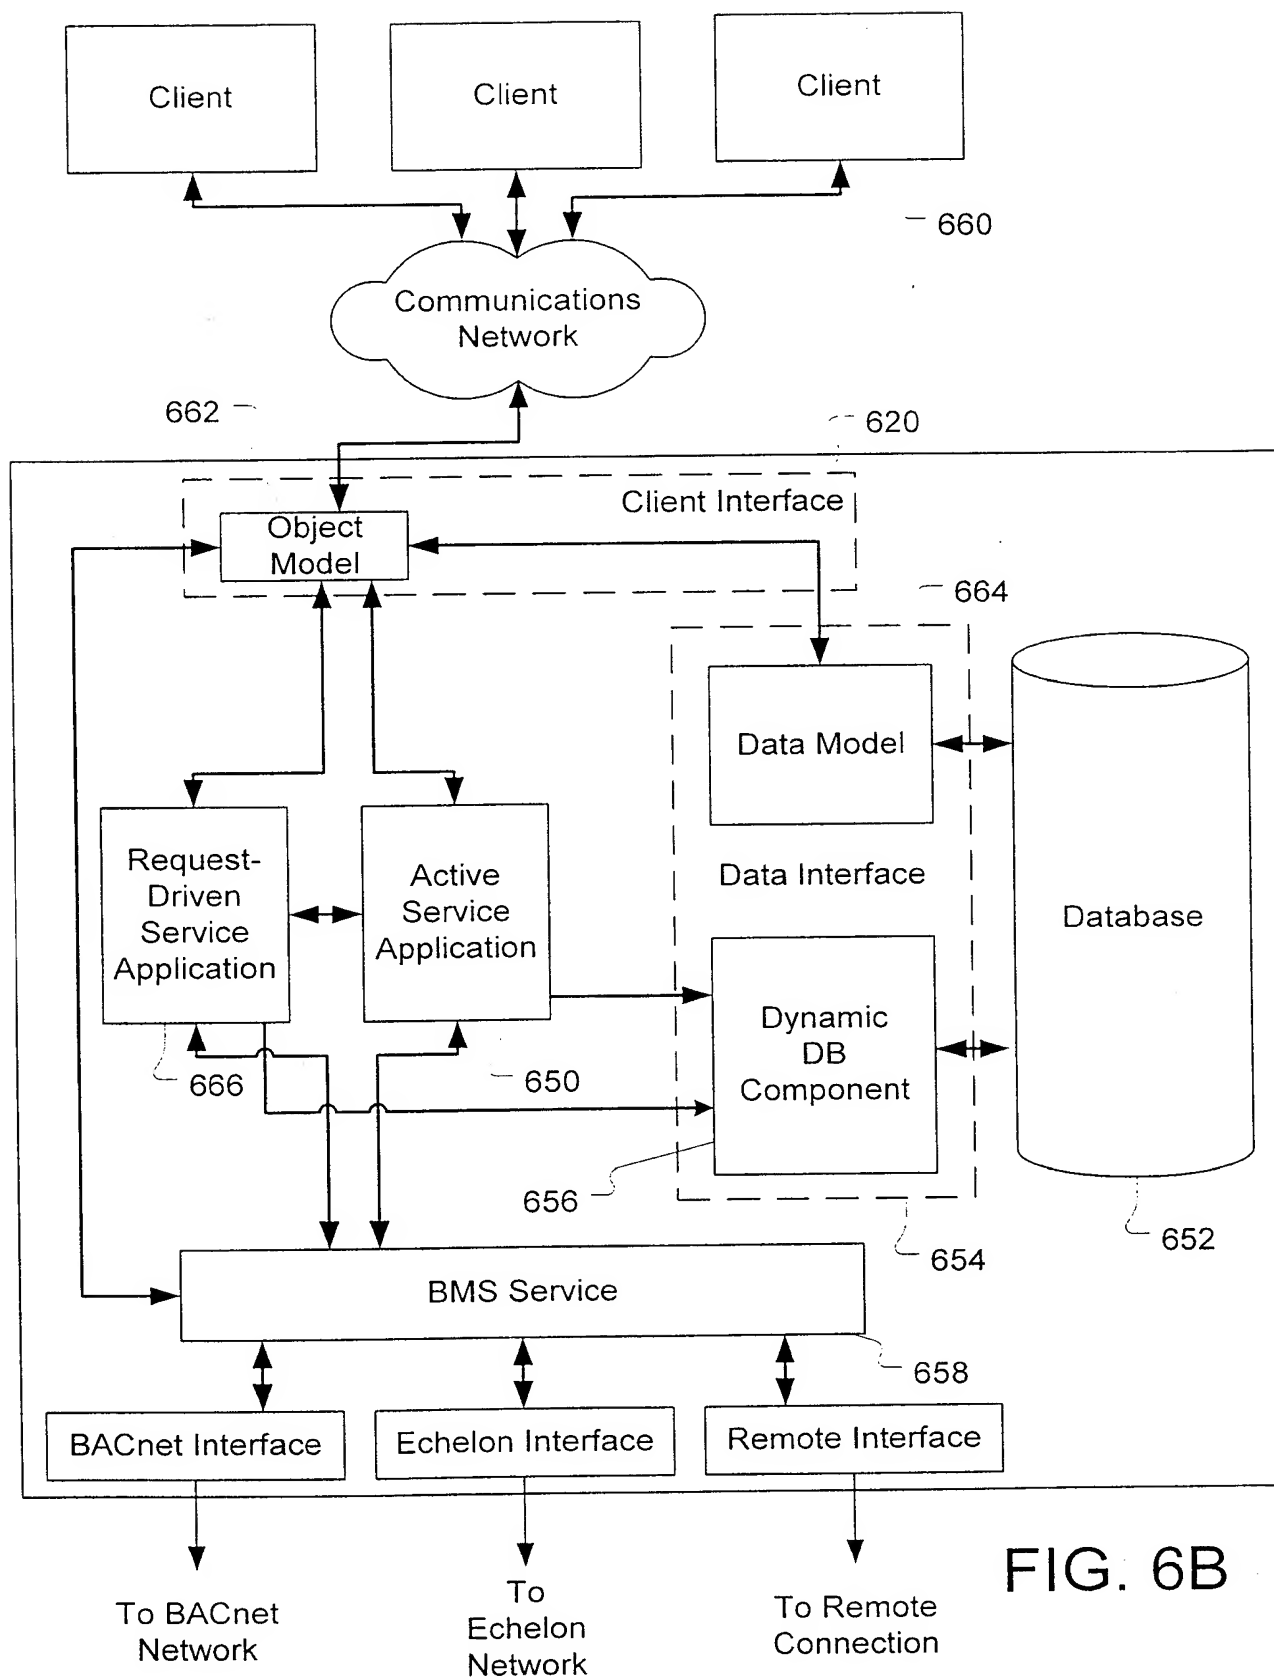 Client
Client
Client
660
Communications
Network
662
620
Client Interface
Object
Model
664
Data Model
Request-
Driven
Service
Application
Active
Service
Application
Data Interface
Database
Dynamic
DB
Component
666
650
656
654
652
BMS Service
658
BACnet Interface
Echelon Interface
Remote Interface
FIG. 6B
To BACnet
Network
To
Echelon
Network
To Remote
Connection